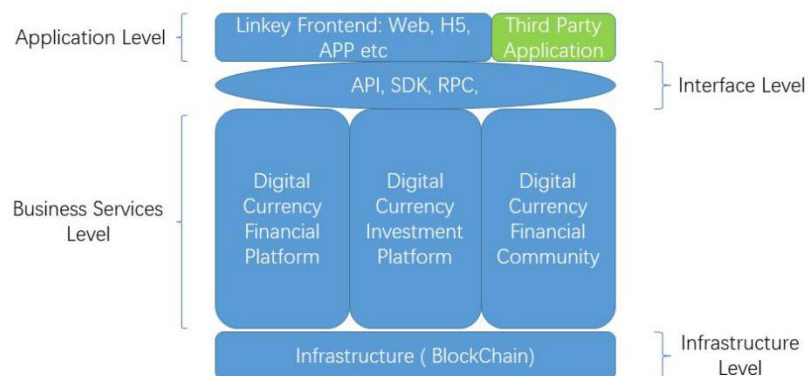 Application Level
Linkey Frontend: Web, H5,
APP etc
Third Party
Application
API, SDK, RPC,
Interface Level
Business Services
Level
Digital
Currency
Financial
Platform
Digital
Currency
Investment
Platform
Digital
Currency
Financial
Community
Infrastructure ( BlockChain)
Infrastructure
Level